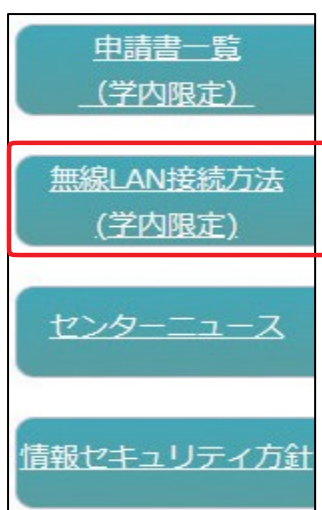 申請書一覧
（学内限定）
無線LAN接続方法
(学内限定)
センターニュース
情報セキュリティ方針